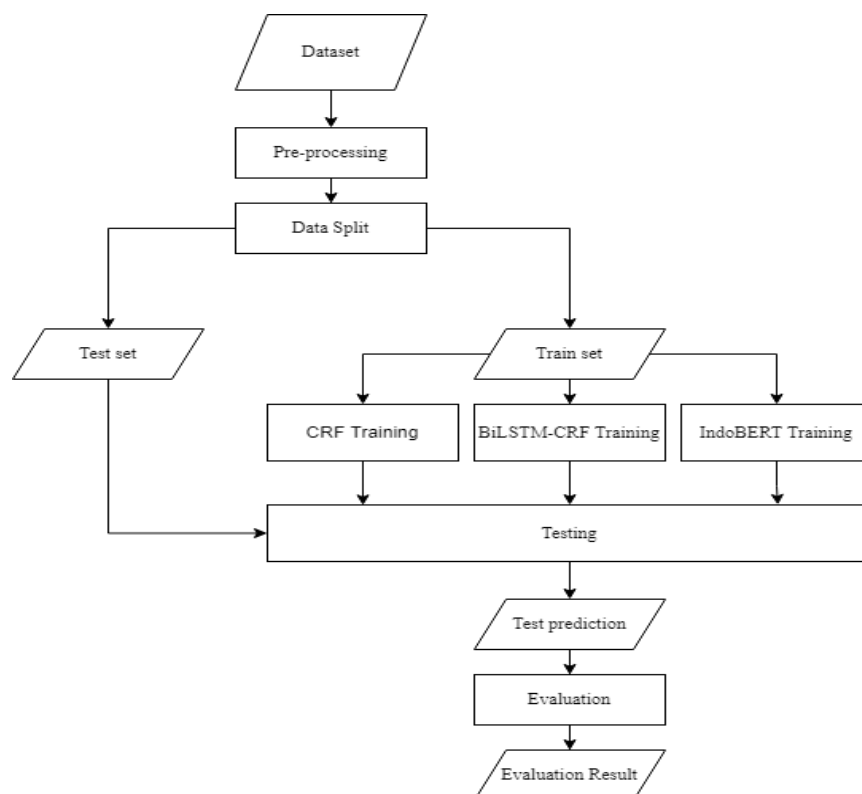 Dataset
Pre-processing
Data Split
Test set
Train set
CRF Training
BiLSTM-CRF Training
IndoBERT Training
Testing
Test prediction
Evaluation
Evaluation Result